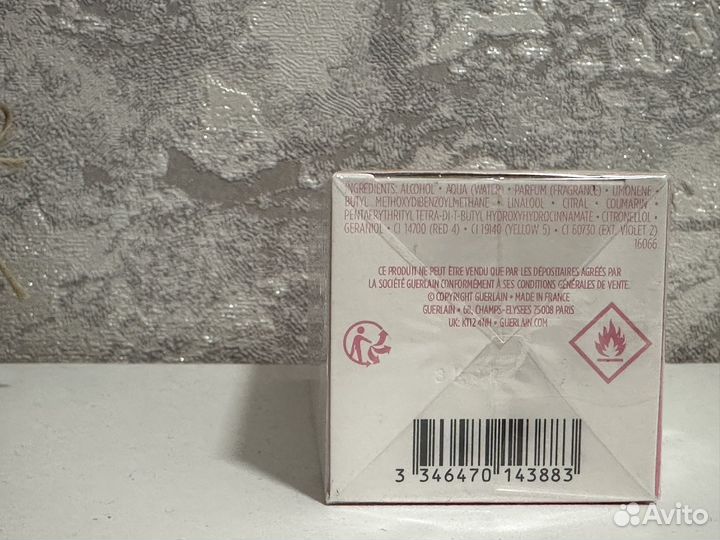 INGREDIENTS: ALCOHOL • AQUA (WATER) • PARFUM (FRAGRANCE) • LIMONENE
BUTYL METHOXYDIBENZOYLMETHANE • LINALOOL • CITRAL • COUMARIN
PENTAERYTHRITYL TETRA-DI-T-BUTYL HYDROXYHYDROCINNAMATE • CITRONELLOL
GERANIOL • CI 14700 (RED 4) • CI 19140 (YELLOW 5) • CI 60730 (EXT. VIOLET 2)
16066
CE PRODUIT NE PEUT ÊTRE VENDU QUE PAR LES DÉPOSITAIRES AGRÉÉS PAR
LA SOCIÉTÉ GUERLAIN CONFORMÉMENT À SES CONDITIONS GÉNÉRALES DE VENTE.
© COPYRIGHT GUERLAIN • MADE IN FRANCE
GUERLAIN • 68, CHAMPS-ELYSEES 75008 PARIS
UK: KT12 4NH • GUERLAIN.COM
3 346470 143883
Avito